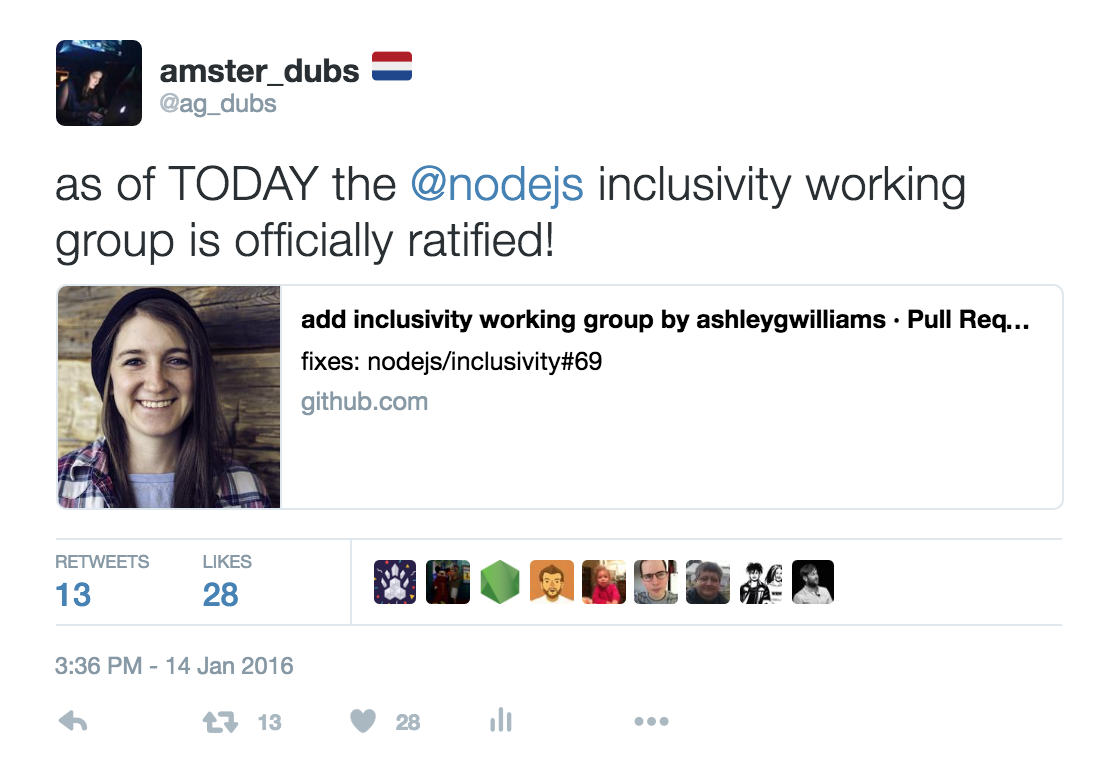 amster_dubs 🇳🇱
@ag_dubs
as of TODAY the @nodejs inclusivity working
group is officially ratified!
add inclusivity working group by ashleygwilliams · Pull Req...
fixes: nodejs/inclusivity#69
github.com
RETWEETS LIKES
13 28
3:36 PM - 14 Jan 2016
13 28